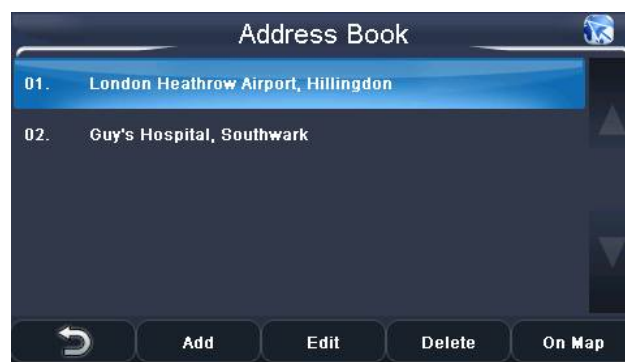 Address Book
01. London Heathrow Airport, Hillingdon
02. Guy's Hospital, Southwark
Add Edit Delete On Map